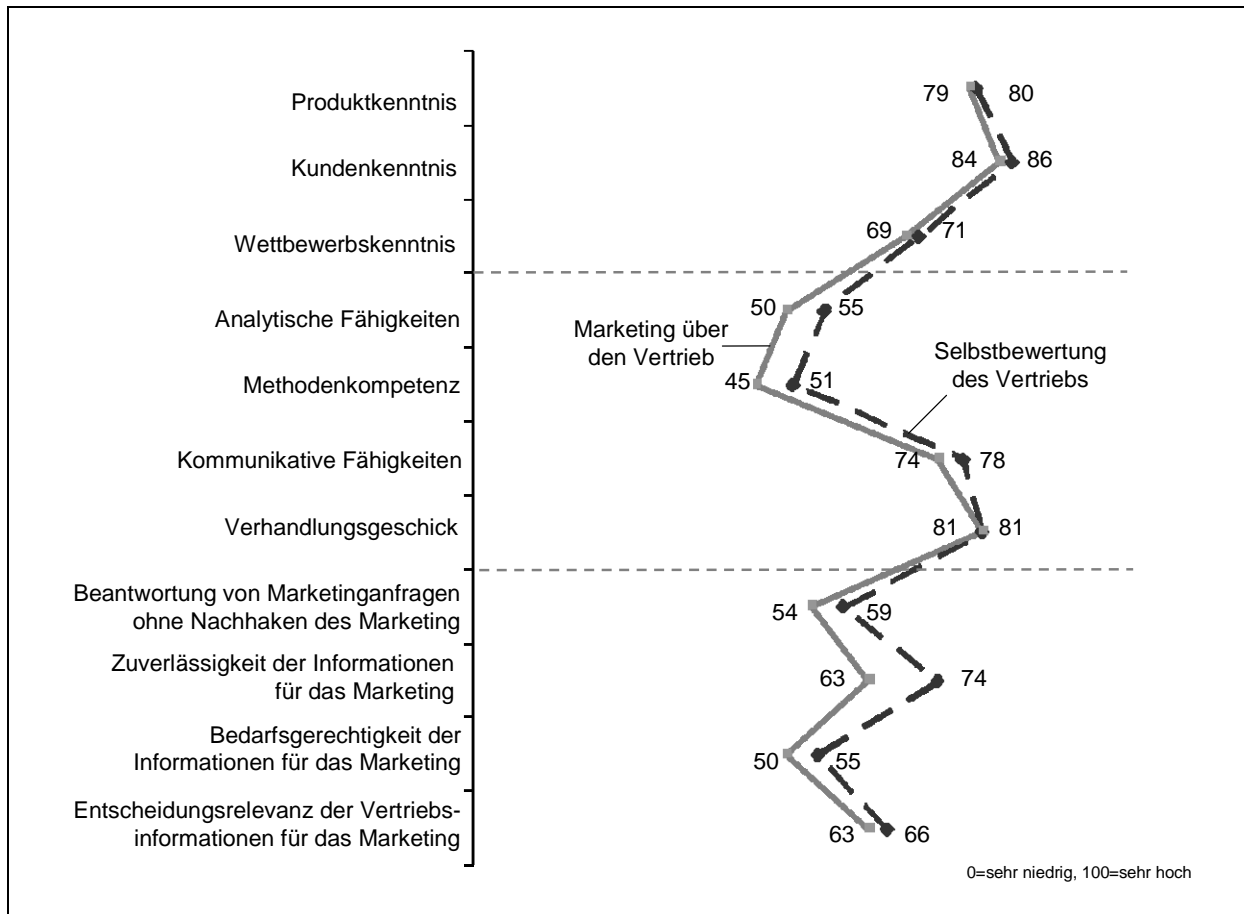 Produktkenntnis
79
80
Kundenkenntnis
84
86
Wettbewerbskenntnis
69
71
Analytische Fähigkeiten
50
55
Marketing über
den Vertrieb
Selbstbewertung
des Vertriebs
Methodenkompetenz
45
51
Kommunikative Fähigkeiten
74
78
Verhandlungsgeschick
81
81
Beantwortung von Marketinganfragen
ohne Nachhaken des Marketing
54
59
Zuverlässigkeit der Informationen
für das Marketing
63
74
Bedarfsgerechtigkeit der
Informationen für das Marketing
50
55
Entscheidungsrelevanz der Vertriebs-
informationen für das Marketing
63
66
0=sehr niedrig, 100=sehr hoch